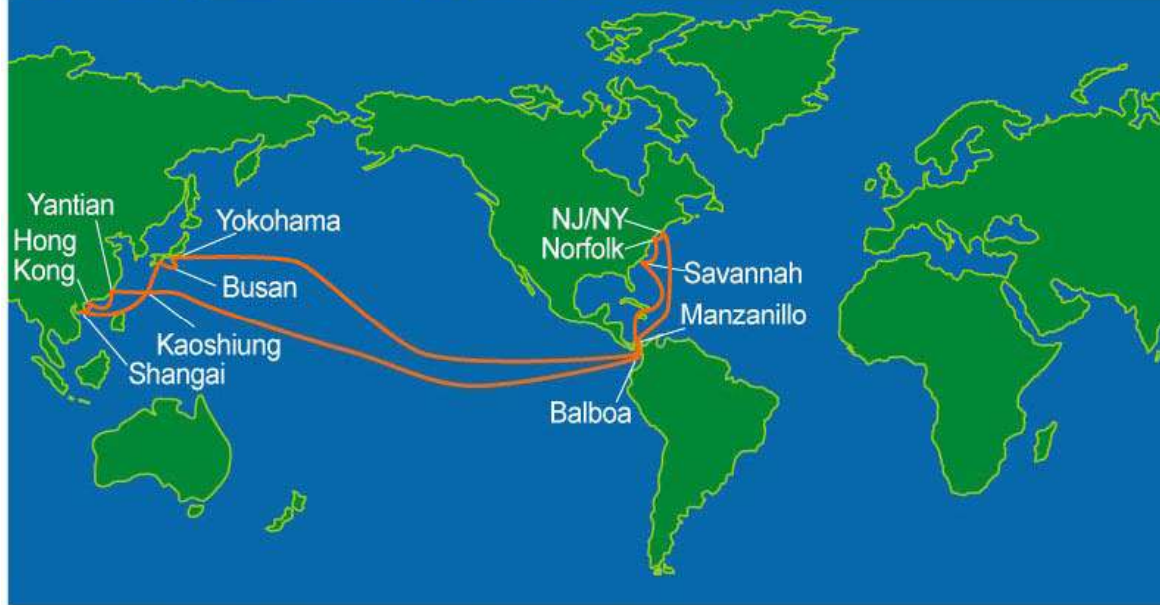 Yantian
Hong
Kong
Yokohama
Busan
Kaoshiung
Shangai
NJ/NY
Norfolk
Savannah
Manzanillo
Balboa